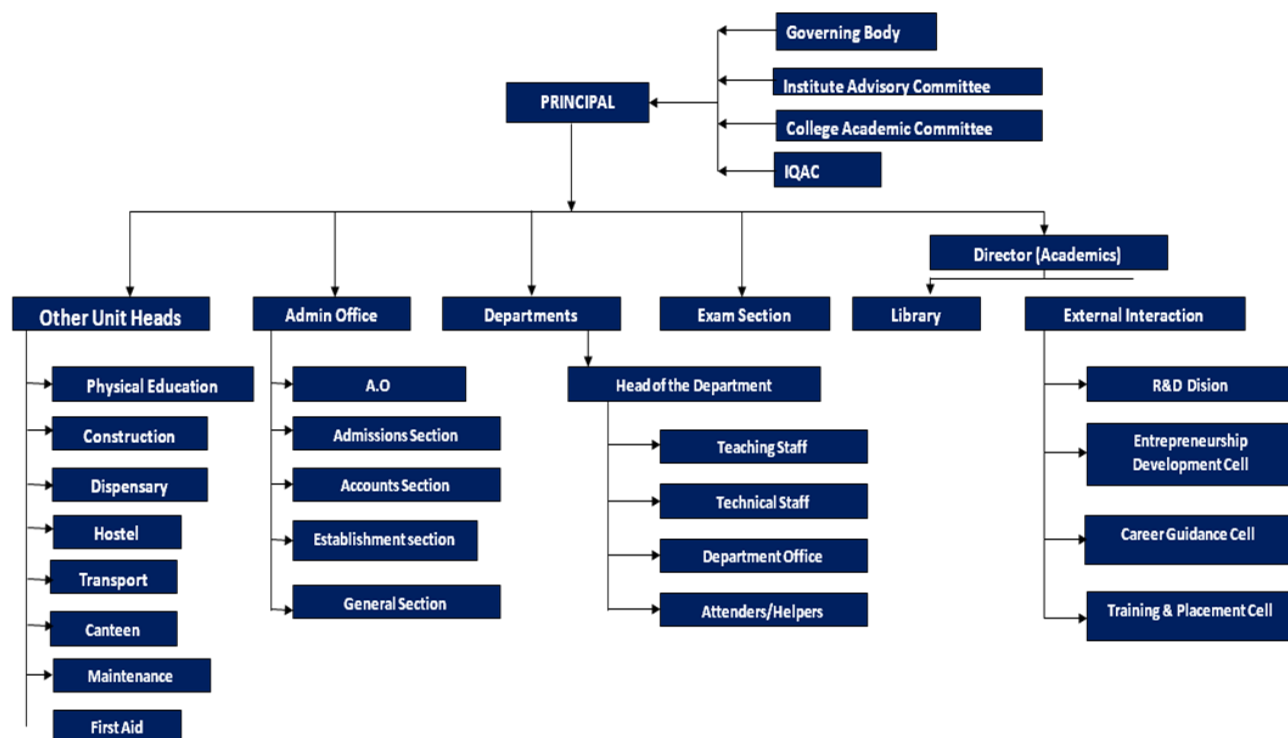 Governing Body
Institute Advisory Committee
PRINCIPAL
College Academic Committee
IQAC
Director (Academics)
Other Unit Heads
Admin Office
Departments
Exam Section
Library
External Interaction
Physical Education
Construction
Dispensary
Hostel
Transport
Canteen
Maintenance
First Aid
A.O
Admissions Section
Accounts Section
Establishment section
General Section
Head of the Department
Teaching Staff
Technical Staff
Department Office
Attenders/Helpers
R&D Dision
Entrepreneurship
Development Cell
Career Guidance Cell
Training & Placement Cell